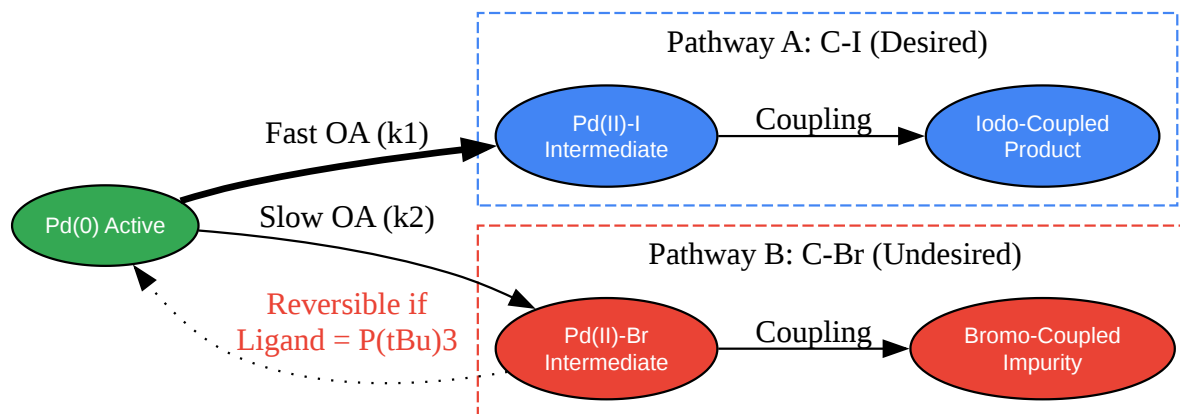 Pathway A: C-I (Desired)
Fast OA (k1)
Pd(II)-I
Intermediate
Coupling
Iodo-Coupled
Product
Pd(0) Active
Slow OA (k2)
Pathway B: C-Br (Undesired)
Reversible if
Ligand = P(tBu)3
Pd(II)-Br
Intermediate
Coupling
Bromo-Coupled
Impurity